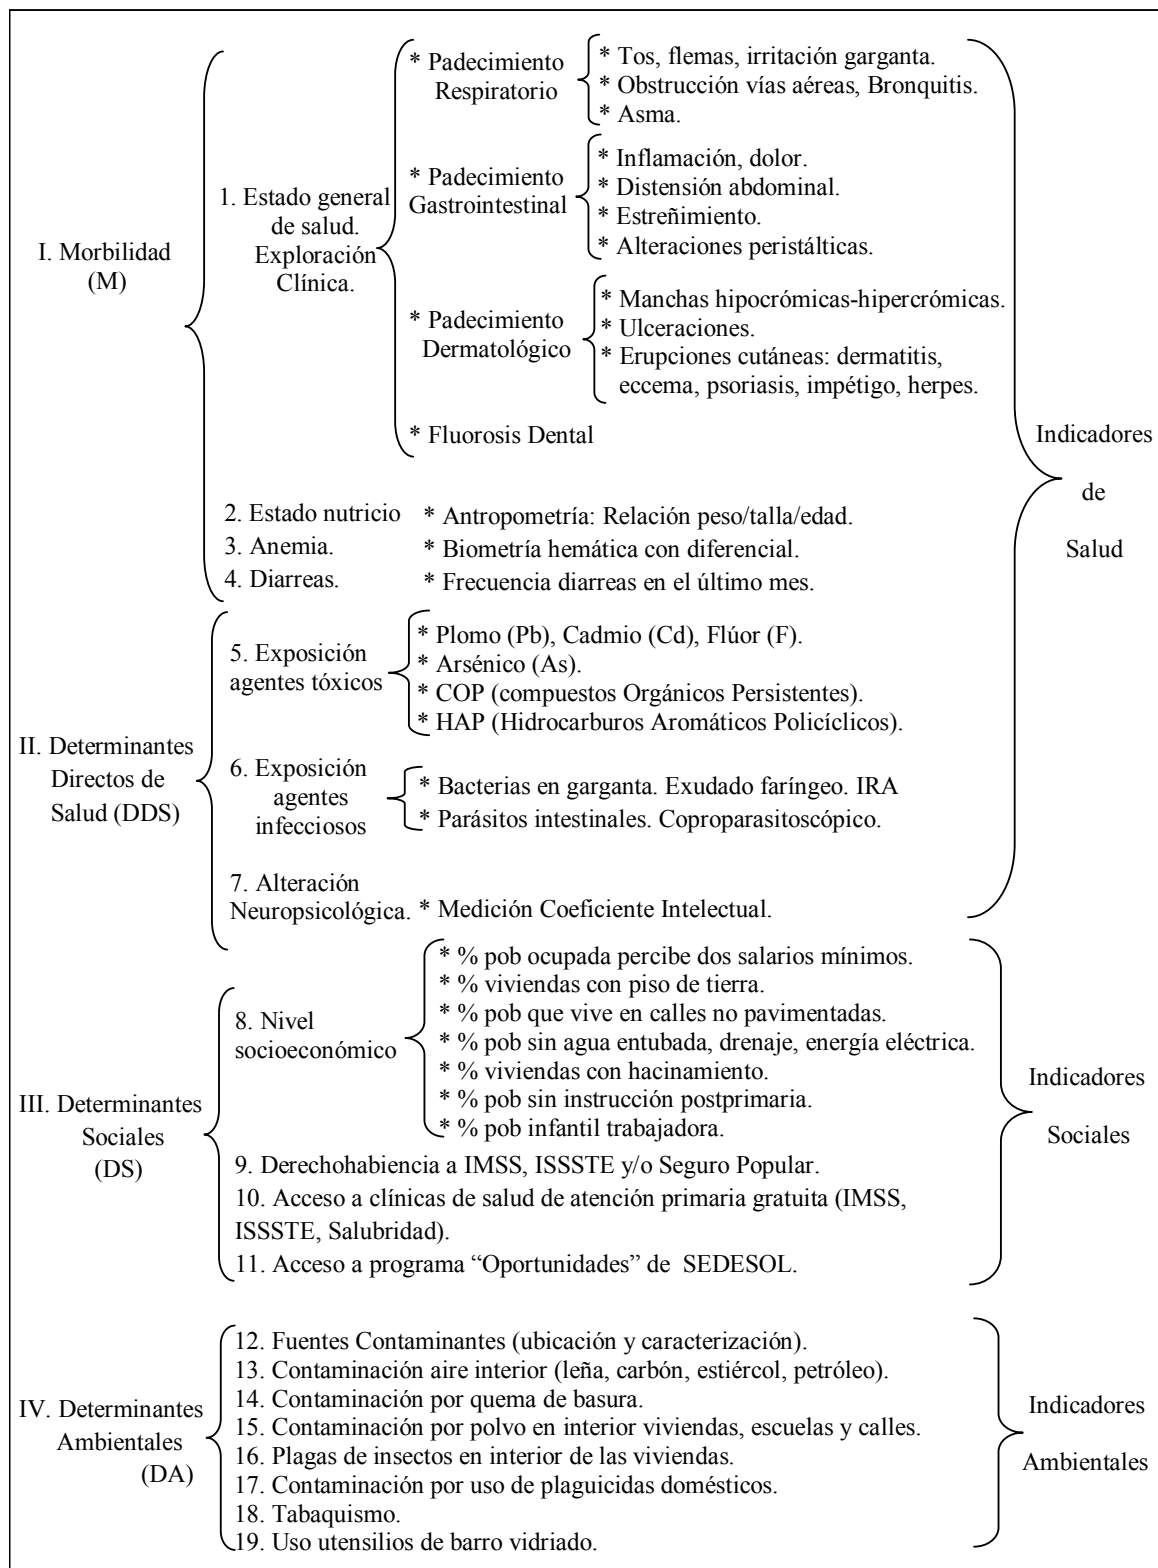 * Padecimiento
Respiratorio
* Tos, flemas, irritación garganta.
* Obstrucción vías aéreas, Bronquitis.
* Asma.
I. Morbilidad
(M)
1. Estado general
de salud.
Exploración
Clínica.
* Padecimiento
Gastrointestinal
* Inflamación, dolor.
* Distensión abdominal.
* Estreñimiento.
* Alteraciones peristálticas.
* Padecimiento
Dermatológico
* Manchas hipocrómicas-hipercrómicas.
* Ulceraciones.
* Erupciones cutáneas: dermatitis,
eccema, psoriasis, impétigo, herpes.
* Fluorosis Dental
2. Estado nutricio * Antropometría: Relación peso/talla/edad.
3. Anemia. * Biometría hemática con diferencial.
4. Diarreas. * Frecuencia diarreas en el último mes.
Indicadores
de
Salud
II. Determinantes
Directos de
Salud (DDS)
5. Exposición
agentes tóxicos
* Plomo (Pb), Cadmio (Cd), Flúor (F).
* Arsénico (As).
* COP (compuestos Orgánicos Persistentes).
* HAP (Hidrocarburos Aromáticos Policíclicos).
6. Exposición
agentes
infecciosos
* Bacterias en garganta. Exudado faríngeo. IRA
* Parásitos intestinales. Coproparasitoscópico.
7. Alteración
Neuropsicológica. * Medición Coeficiente Intelectual.
III. Determinantes
Sociales
(DS)
8. Nivel
socioeconómico
* % pob ocupada percibe dos salarios mínimos.
* % viviendas con piso de tierra.
* % pob que vive en calles no pavimentadas.
* % pob sin agua entubada, drenaje, energía eléctrica.
* % viviendas con hacinamiento.
* % pob sin instrucción postprimaria.
* % pob infantil trabajadora.
9. Derechohabiencia a IMSS, ISSSTE y/o Seguro Popular.
10. Acceso a clínicas de salud de atención primaria gratuita (IMSS,
ISSSTE, Salubridad).
11. Acceso a programa “Oportunidades” de SEDESOL.
Indicadores
Sociales
IV. Determinantes
Ambientales
(DA)
12. Fuentes Contaminantes (ubicación y caracterización).
13. Contaminación aire interior (leña, carbón, estiércol, petróleo).
14. Contaminación por quema de basura.
15. Contaminación por polvo en interior viviendas, escuelas y calles.
16. Plagas de insectos en interior de las viviendas.
17. Contaminación por uso de plaguicidas domésticos.
18. Tabaquismo.
19. Uso utensilios de barro vidriado.
Indicadores
Ambientales